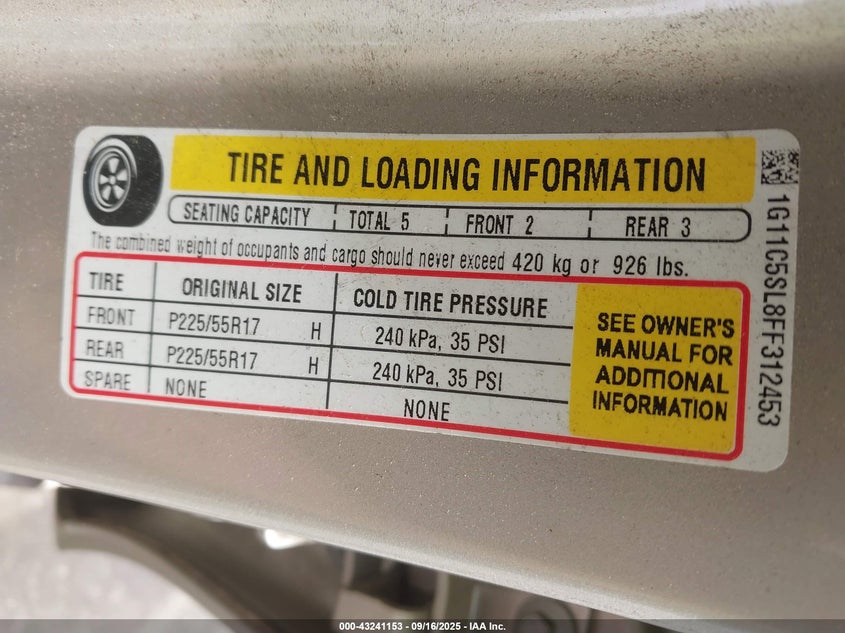 TIRE AND LOADING INFORMATION
SEATING CAPACITY TOTAL 5 FRONT 2 REAR 3
The combined weight of occupants and cargo should never exceed 420 kg or 926 lbs.
TIRE ORIGINAL SIZE COLD TIRE PRESSURE
FRONT P225/55R17 H 240 kPa, 35 PSI
REAR P225/55R17 H 240 kPa, 35 PSI
SPARE NONE NONE
SEE OWNER'S
MANUAL FOR
ADDITIONAL
INFORMATION
1G11C5SL8FF312453
000-43241153 - 09/16/2025 - IAA Inc.